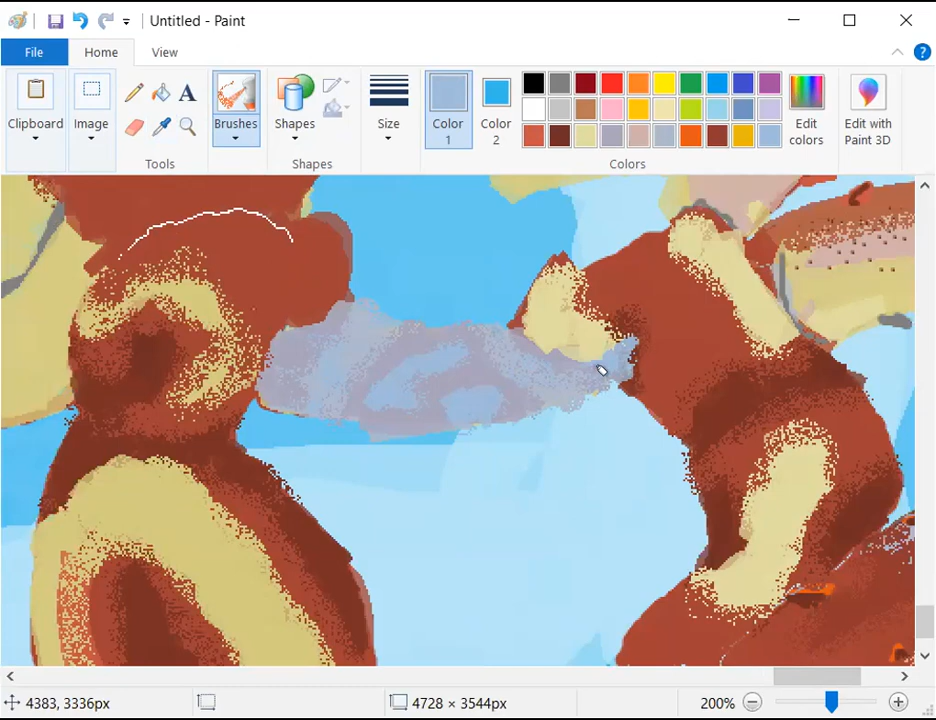 Untitled - Paint
File
Home
View
?
A
Clipboard
Image
Brushes
Shapes
Size
Color
1
Color
2
Edit
colors
Edit with
Paint 3D
Tools
Shapes
Colors
4383, 3336px
4728 × 3544px
200%